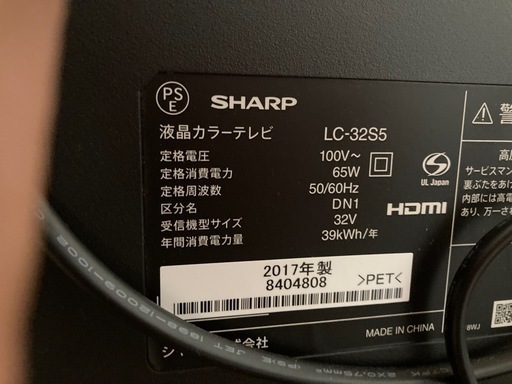 PS
E
SHARP
液晶カラーテレビ LC-32S5
定格電圧 100V~
定格消費電力 65W
定格周波数 50/60Hz
区分名 DN1
受信機型サイズ 32V
年間消費電力量 39kWh/年
UL Japan
HDMI
2017年製
8404808
>PET<
MADE IN CHINA
8WJ
警
高圧
サービスマン
裏ぶたをあけ
内部には高電
あり、万一さ